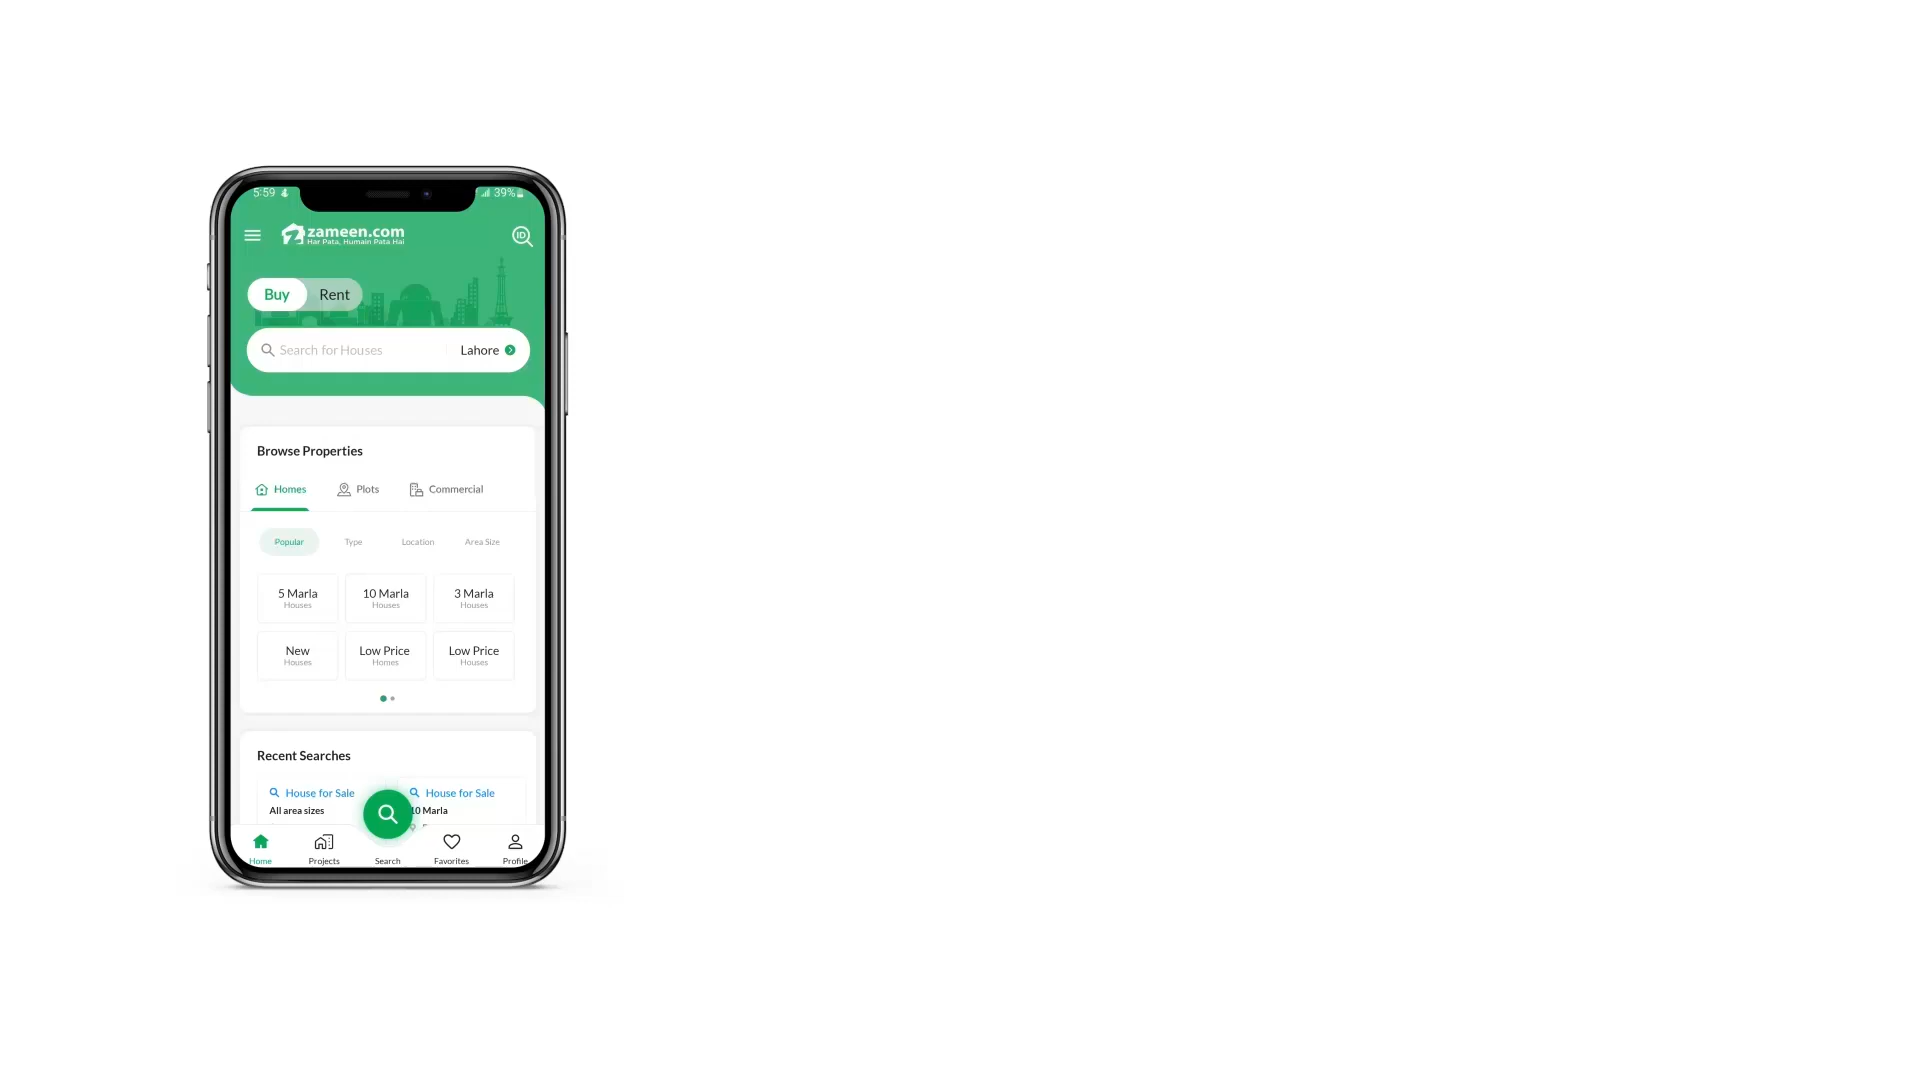 5:59
39%
zameen.com
Har Pata, Humain Pata Hai
ID
Buy Rent
Search for Houses Lahore
Browse Properties
Homes Plots Commercial
Popular Type Location Area Size
5 Marla 10 Marla 3 Marla
Houses Houses Houses
New Low Price Low Price
Houses Homes Houses
Recent Searches
House for Sale House for Sale
All area sizes 10 Marla
Home Projects Search Favorites Profile